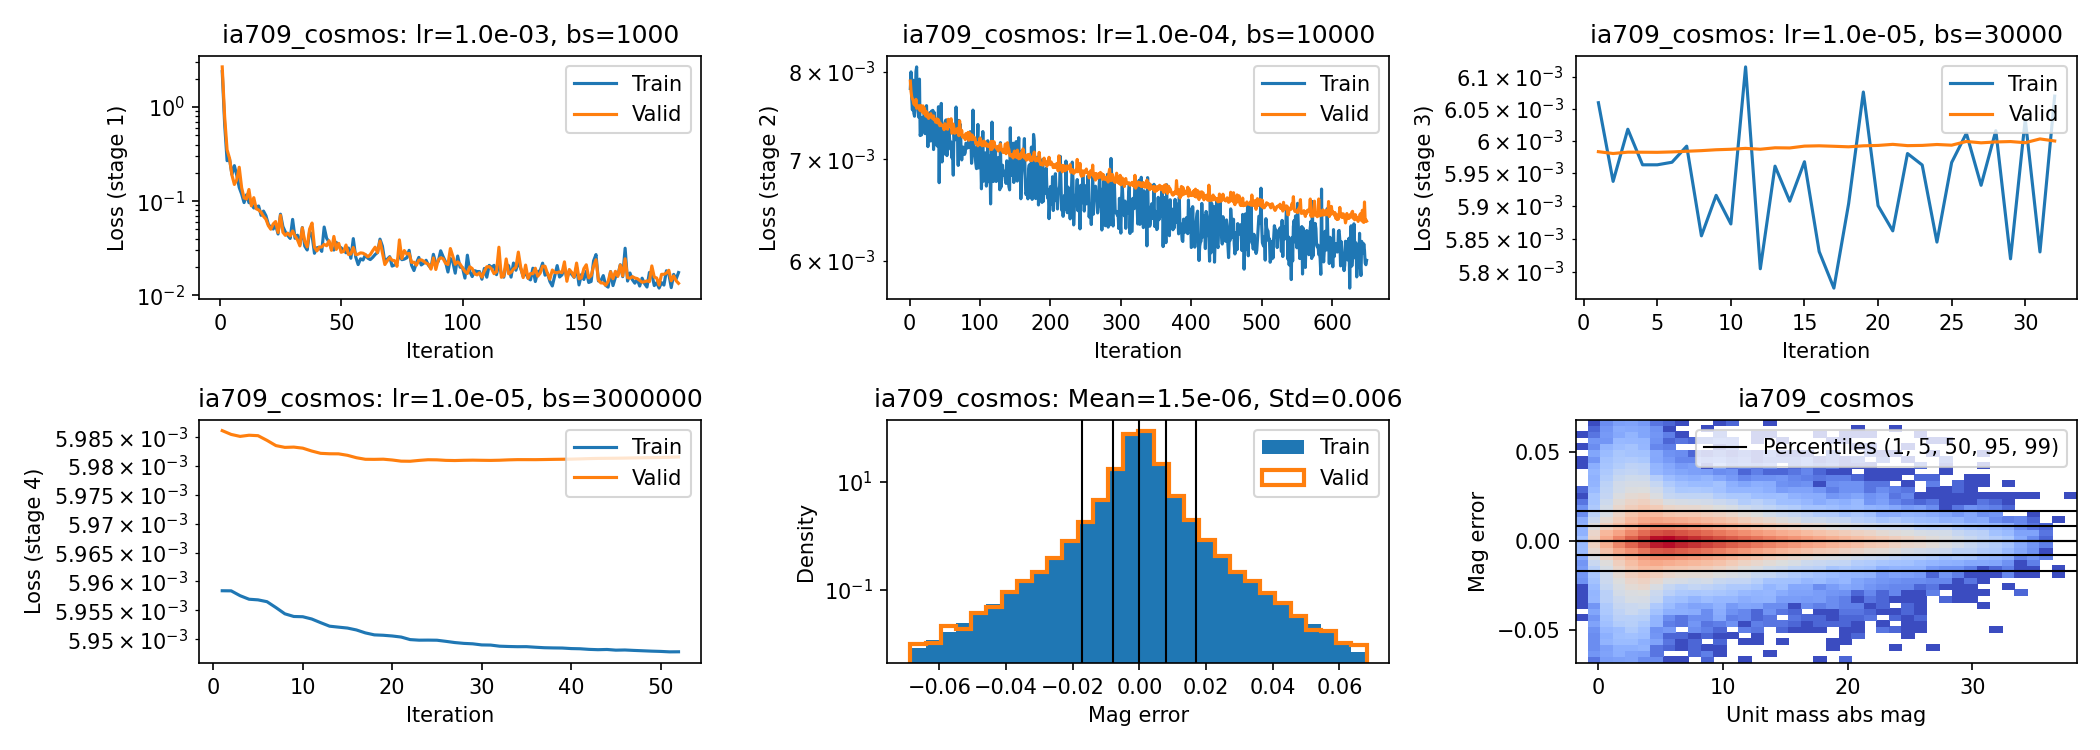 ia709_cosmos: lr=1.0e-03, bs=1000
Loss (stage 1)
10⁰
10⁻¹
10⁻²
Train
Valid
0 50 100 150
Iteration
ia709_cosmos: lr=1.0e-04, bs=10000
Loss (stage 2)
8 × 10⁻³
7 × 10⁻³
6 × 10⁻³
Train
Valid
0 100 200 300 400 500 600
Iteration
ia709_cosmos: lr=1.0e-05, bs=30000
Loss (stage 3)
6.1 × 10⁻³
6.05 × 10⁻³
6 × 10⁻³
5.95 × 10⁻³
5.9 × 10⁻³
5.85 × 10⁻³
5.8 × 10⁻³
Train
Valid
0 5 10 15 20 25 30
Iteration
ia709_cosmos: lr=1.0e-05, bs=3000000
Loss (stage 4)
5.985 × 10⁻³
5.98 × 10⁻³
5.975 × 10⁻³
5.97 × 10⁻³
5.965 × 10⁻³
5.96 × 10⁻³
5.955 × 10⁻³
5.95 × 10⁻³
Train
Valid
0 10 20 30 40 50
Iteration
ia709_cosmos: Mean=1.5e-06, Std=0.006
Density
10¹
10⁻¹
Train
Valid
−0.06 −0.04 −0.02 0.00 0.02 0.04 0.06
Mag error
ia709_cosmos
Mag error
0.05
0.00
−0.05
Percentiles (1, 5, 50, 95, 99)
0 10 20 30
Unit mass abs mag